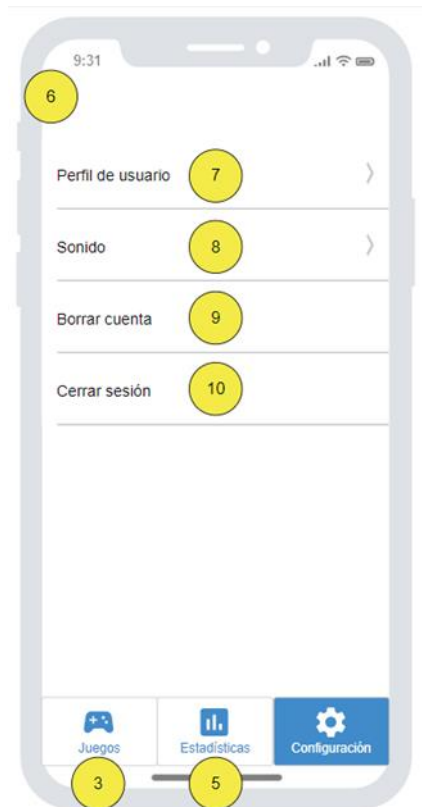 9:31
6
Perfil de usuario 7
Sonido 8
Borrar cuenta 9
Cerrar sesión 10
Juegos Estadísticas Configuración
3 5